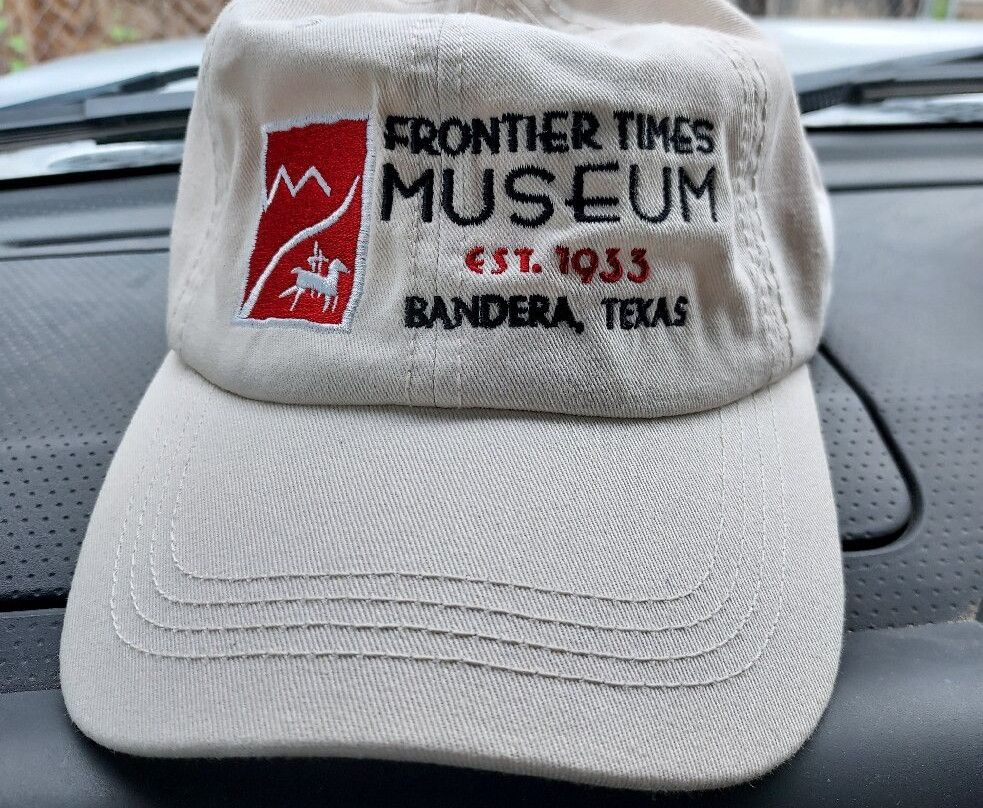 FRONTIER TIMES
MUSEUM
EST. 1933
BANDERA, TEXAS